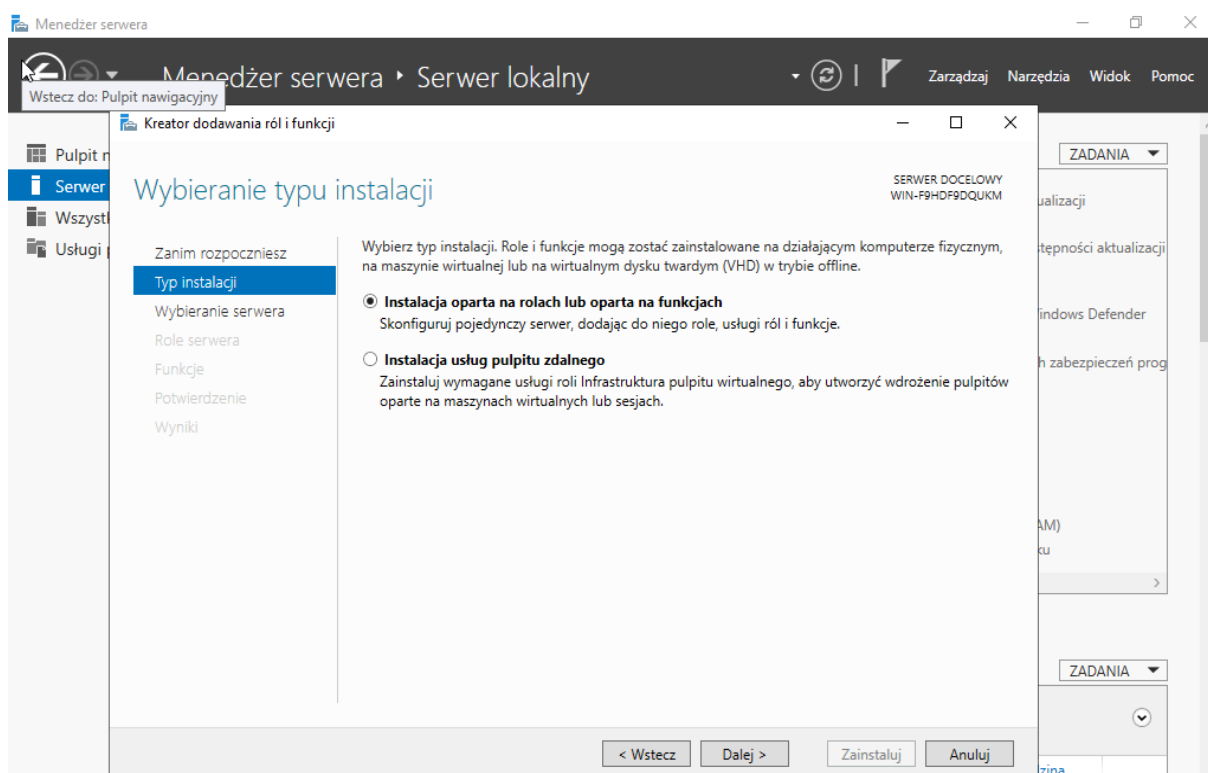 Menedżer serwera
Menedżer serwera ‣ Serwer lokalny
Zarządzaj Narzędzia Widok Pomoc
Wstecz do: Pulpit nawigacyjny
Kreator dodawania ról i funkcji
Pulpit n
Serwer
Wszystk
Usługi p
ZADANIA
ualizacji
stępności aktualizacji
indows Defender
h zabezpieczeń prog
AM)
ku
Wybieranie typu instalacji
SERWER DOCELOWY
WIN-F9HDF9DQUKM
Zanim rozpoczniesz
Typ instalacji
Wybieranie serwera
Role serwera
Funkcje
Potwierdzenie
Wyniki
Wybierz typ instalacji. Role i funkcje mogą zostać zainstalowane na działającym komputerze fizycznym,
na maszynie wirtualnej lub na wirtualnym dysku twardym (VHD) w trybie offline.
Instalacja oparta na rolach lub oparta na funkcjach
Skonfiguruj pojedynczy serwer, dodając do niego role, usługi ról i funkcje.
Instalacja usług pulpitu zdalnego
Zainstaluj wymagane usługi roli Infrastruktura pulpitu wirtualnego, aby utworzyć wdrożenie pulpitów
oparte na maszynach wirtualnych lub sesjach.
ZADANIA
< Wstecz Dalej > Zainstaluj Anuluj